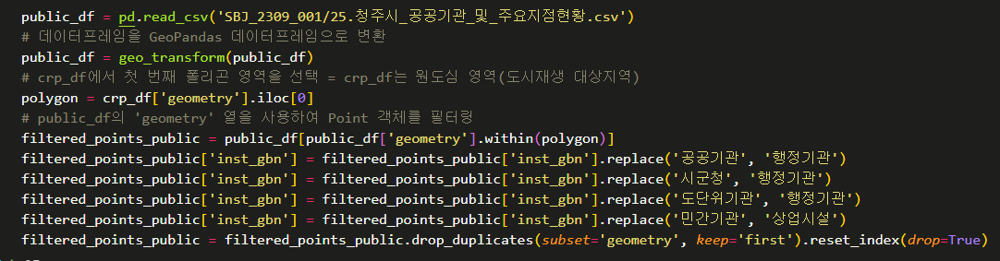 public_df = pd.read_csv('SBJ_2309_001/25.청주시_공공기관_및_주요지점현황.csv')
# 데이터프레임을 GeoPandas 데이터프레임으로 변환
public_df = geo_transform(public_df)
# crp_df에서 첫 번째 폴리곤 영역을 선택 = crp_df는 원도심 영역(도시재생 대상지역)
polygon = crp_df['geometry'].iloc[0]
# public_df의 'geometry' 열을 사용하여 Point 객체를 필터링
filtered_points_public = public_df[public_df['geometry'].within(polygon)]
filtered_points_public['inst_gbn'] = filtered_points_public['inst_gbn'].replace('공공기관', '행정기관')
filtered_points_public['inst_gbn'] = filtered_points_public['inst_gbn'].replace('시군청', '행정기관')
filtered_points_public['inst_gbn'] = filtered_points_public['inst_gbn'].replace('도단위기관', '행정기관')
filtered_points_public['inst_gbn'] = filtered_points_public['inst_gbn'].replace('민간기관', '상업시설')
filtered_points_public = filtered_points_public.drop_duplicates(subset='geometry', keep='first').reset_index(drop=True)